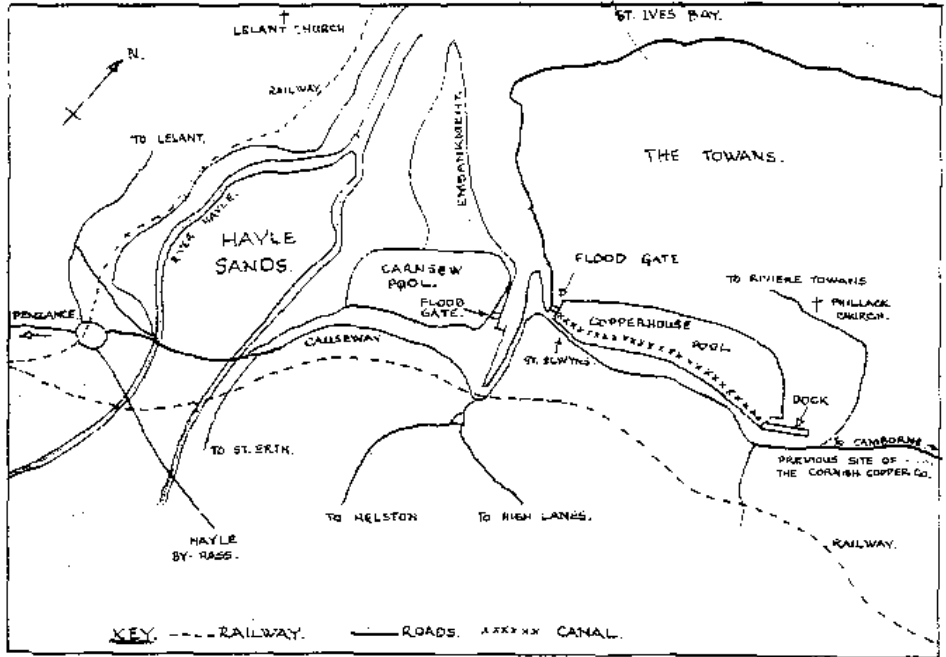 ST. IVES BAY.
LELANT CHURCH
N.
RAILWAY
TO LELANT.
EMBANKMENT.
THE TOWANS.
RIVER HAYLE.
HAYLE
SANDS.
CARNSEW
POOL.
FLOOD
GATE.
FLOOD GATE
TO RIVIERE TOWANS
PHILLACK
CHURCH.
PENZANCE
CAUSEWAY
COPPERHOUSE
POOL
ST. ELWYNS.
DOCK
TO ST. ERTH.
TO CAMBORNE
PREVIOUS SITE OF
THE CORNISH COPPER CO.
TO HELSTON
TO HIGH LANES.
HAYLE
BY-PASS.
RAILWAY.
KEY. RAILWAY. ROADS. CANAL.